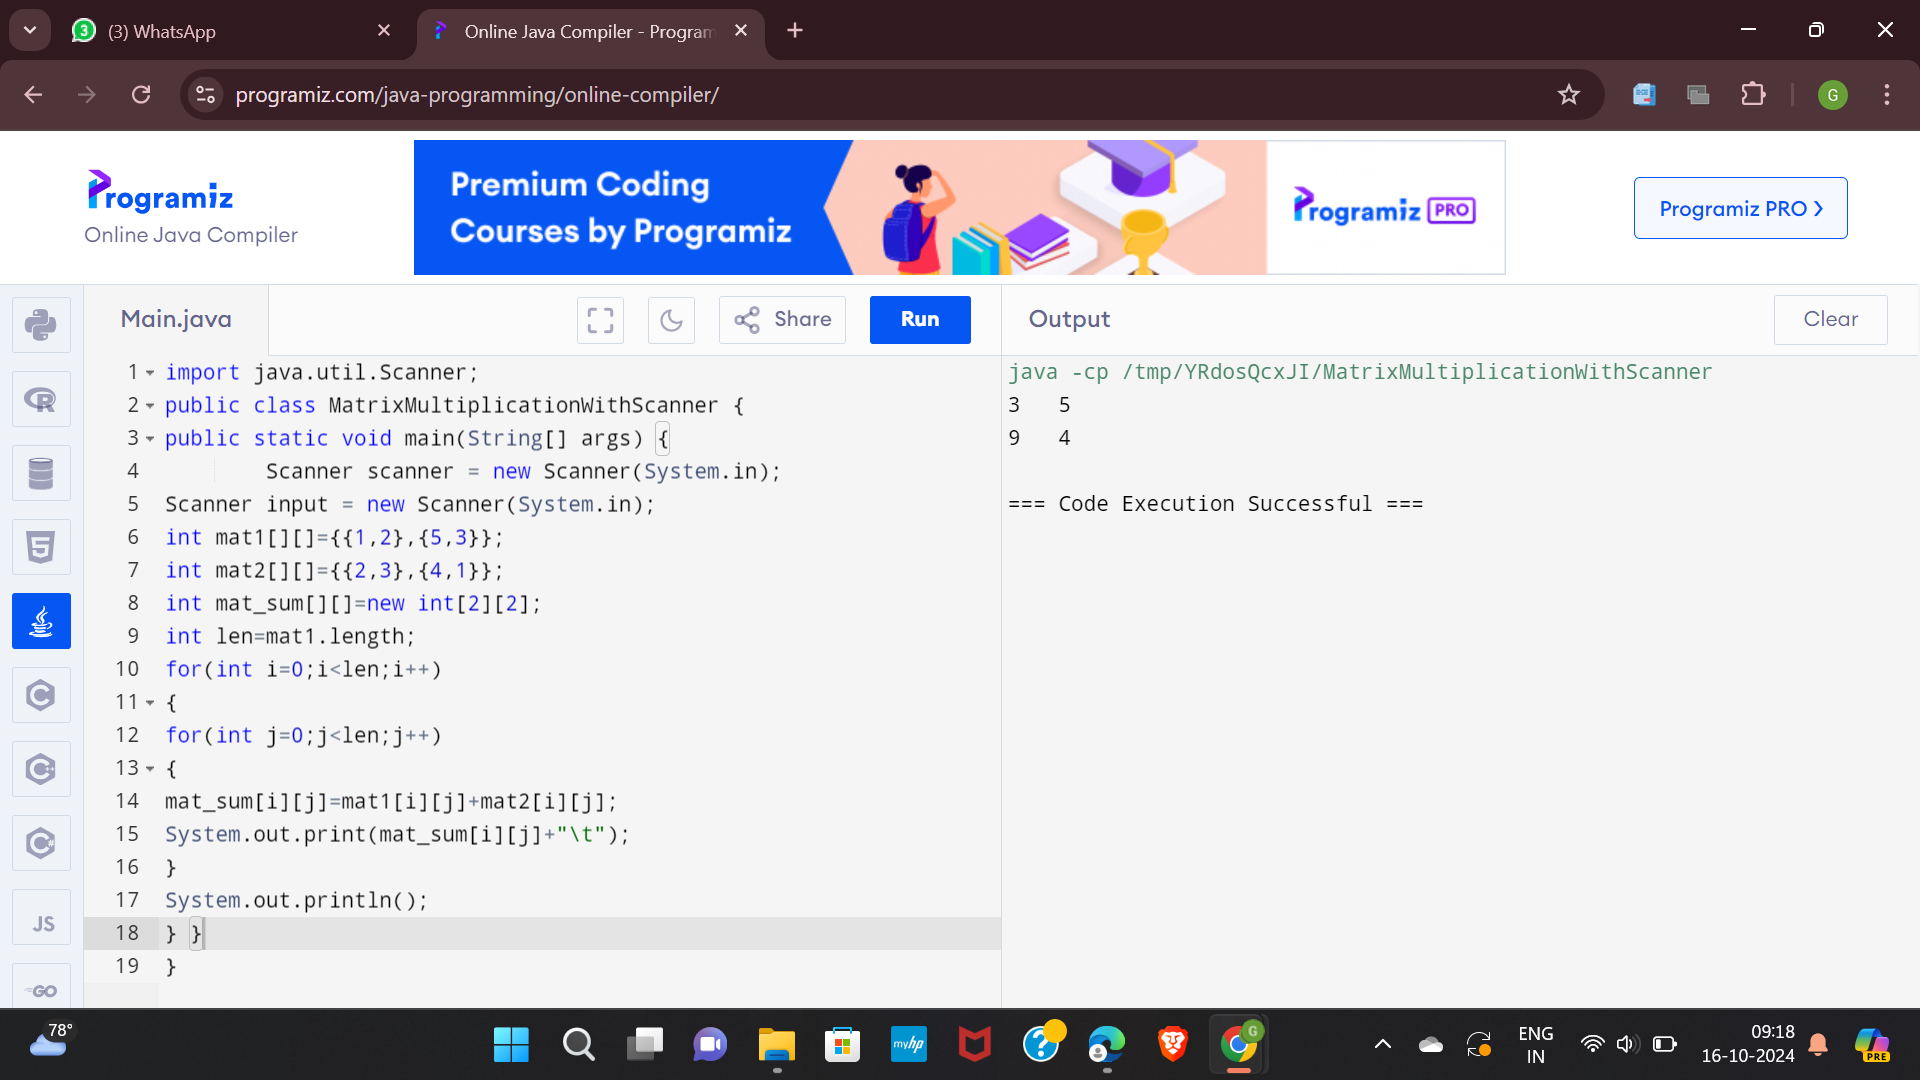 (3) WhatsApp
Online Java Compiler - Program
programiz.com/java-programming/online-compiler/
G
Programiz
Online Java Compiler
Premium Coding
Courses by Programiz
Programiz PRO
Programiz PRO ›
Main.java
Share
Run
Output
Clear
1 import java.util.Scanner;
2 public class MatrixMultiplicationWithScanner {
3 public static void main(String[] args) {
4 Scanner scanner = new Scanner(System.in);
5 Scanner input = new Scanner(System.in);
6 int mat1[][]={{1,2},{5,3}};
7 int mat2[][]={{2,3},{4,1}};
8 int mat_sum[][]=new int[2][2];
9 int len=mat1.length;
10 for(int i=0;i<len;i++)
11 {
12 for(int j=0;j<len;j++)
13 {
14 mat_sum[i][j]=mat1[i][j]+mat2[i][j];
15 System.out.print(mat_sum[i][j]+"\t");
16 }
17 System.out.println();
18 } }
19 }
java -cp /tmp/YRdosQcxJI/MatrixMultiplicationWithScanner
3 5
9 4
=== Code Execution Successful ===
JS
GO
78°
myhp
G
ENG
IN
09:18
16-10-2024
PRE